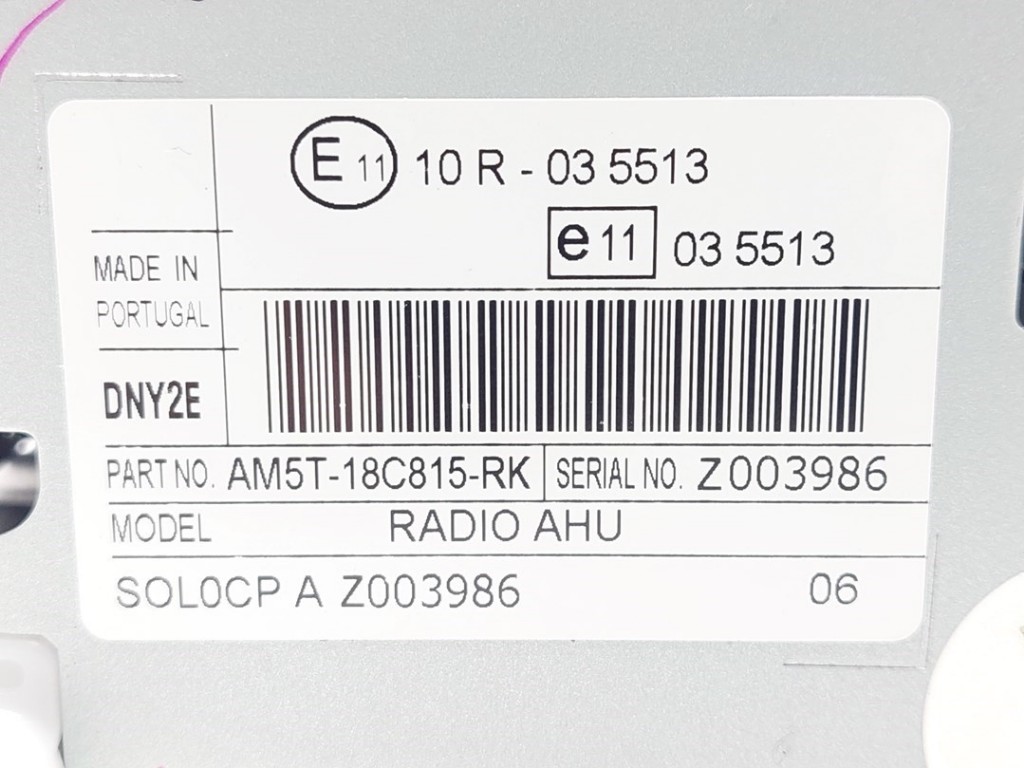 E 11 10 R - 03 5513
e 11 03 5513
MADE IN
PORTUGAL
DNY2E
PART NO. AM5T-18C815-RK SERIAL NO. Z003986
MODEL RADIO AHU
SOL0CP A Z003986 06